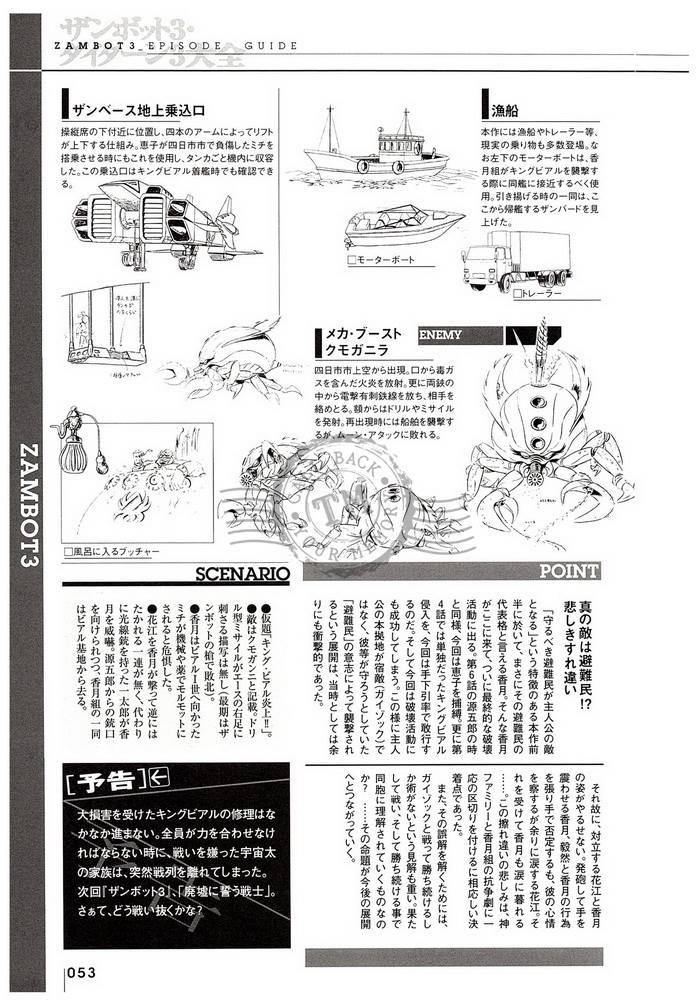 ザンボット3・
ダイターン3大全
ZAMBOT3_EPISODE GUIDE
ザンベース地上乗込口
操縦席の下付近に位置し、四本のアームによってリフト
が上下する仕組み。恵子が四日市市で負傷したミチを
搭乗させる時にもこれを使用し、タンカごと機内に収容
した。この乗込口はキングビアル着艦時でも確認でき
る。
漁船
本作には漁船やトレーラー等、
現実の乗り物も多数登場。な
お左下のモーターボートは、香
月組がキングビアルを襲撃す
る際に同艦に接近するべく使
用。引き揚げる時の一同は、こ
こから帰艦するザンバードを見
上げた。
□モーターボート
□トレーラー
メカ・ブースト
クモガニラ
ENEMY
四日市市上空から出現。口から毒ガ
スを含んだ火炎を放射。更に両鋏の
中から電撃有刺鉄線を放ち、相手を
絡めとる。額からはドリルやミサイル
を発射。再出現時には船舶を襲撃す
るが、ムーン・アタックに敗れる。
□風呂に入るブッチャー
ZAMBOT3
SCENARIO
●仮題『キング・ビアル炎上!!』。
●敵はクモガニと記載。ドリ
ル型ミサイルがエースの右足に
刺さる描写は無し(最期はザ
ンボットの槍で敗北)。
●香月はビアルI世へ向かった
ミチが機械や薬でモルモットに
されると危惧した。
●花江を香月が撃って逆には
たかれる一連が無く、代わり
に光線銃を持った一太郎が香
月を威嚇。源五郎からの銃口
を向けられつつ、香月組の一同
はビアル基地から去る。
POINT
真の敵は避難民!?
悲しきすれ違い
「守るべき避難民が主人公の敵
となる」という特徴のある本作前
半に於いて、まさにその避難民の
代表格と言える香月。そんな香月
がここに来て、ついに最終的な破壊
活動に出る。第6話の源五郎の時
と同様、今回は恵子を捕縛。更に第
4話では単独だったキングビアル
侵入を、今回は手下引率で敢行す
るのだ。そして今回は破壊活動に
も成功してしまう。この様に主人
公の本拠地が宿敵〈ガイゾック〉で
はなく、彼等が守ろうとしていた
「避難民」の意志によって襲撃され
るという展開は、当時としては余
りにも衝撃的であった。
それ故に、対立する花江と香月
の姿がやるせない。発砲して手を
震わせる香月、毅然と香月の行為
を張り手で否定するも、彼の心情
を察するが余りに涙する花江。そ
れを受けて香月も涙に暮れる
……。この擦れ違いの悲しみは、神
ファミリーと香月組の抗争劇に一
応の区切りを付けるに相応しい決
着点であった。
また、その誤解を解くためには、
ガイゾックと戦って勝ち続けるし
か術がないという見解も重い。果た
して戦い、そして勝ち続ける事で
同胞に理解されていくものなの
か? ……その命題が今後の展開
へとつながっていく。
[予告]←
大損害を受けたキングビアルの修理はな
かなか進まない。全員が力を合わせなけ
ればならない時に、戦いを嫌った宇宙太
の家族は、突然戦列を離れてしまった。
次回『ザンボット3』、「廃墟に誓う戦士」。
さぁて、どう戦い抜くかな?
053